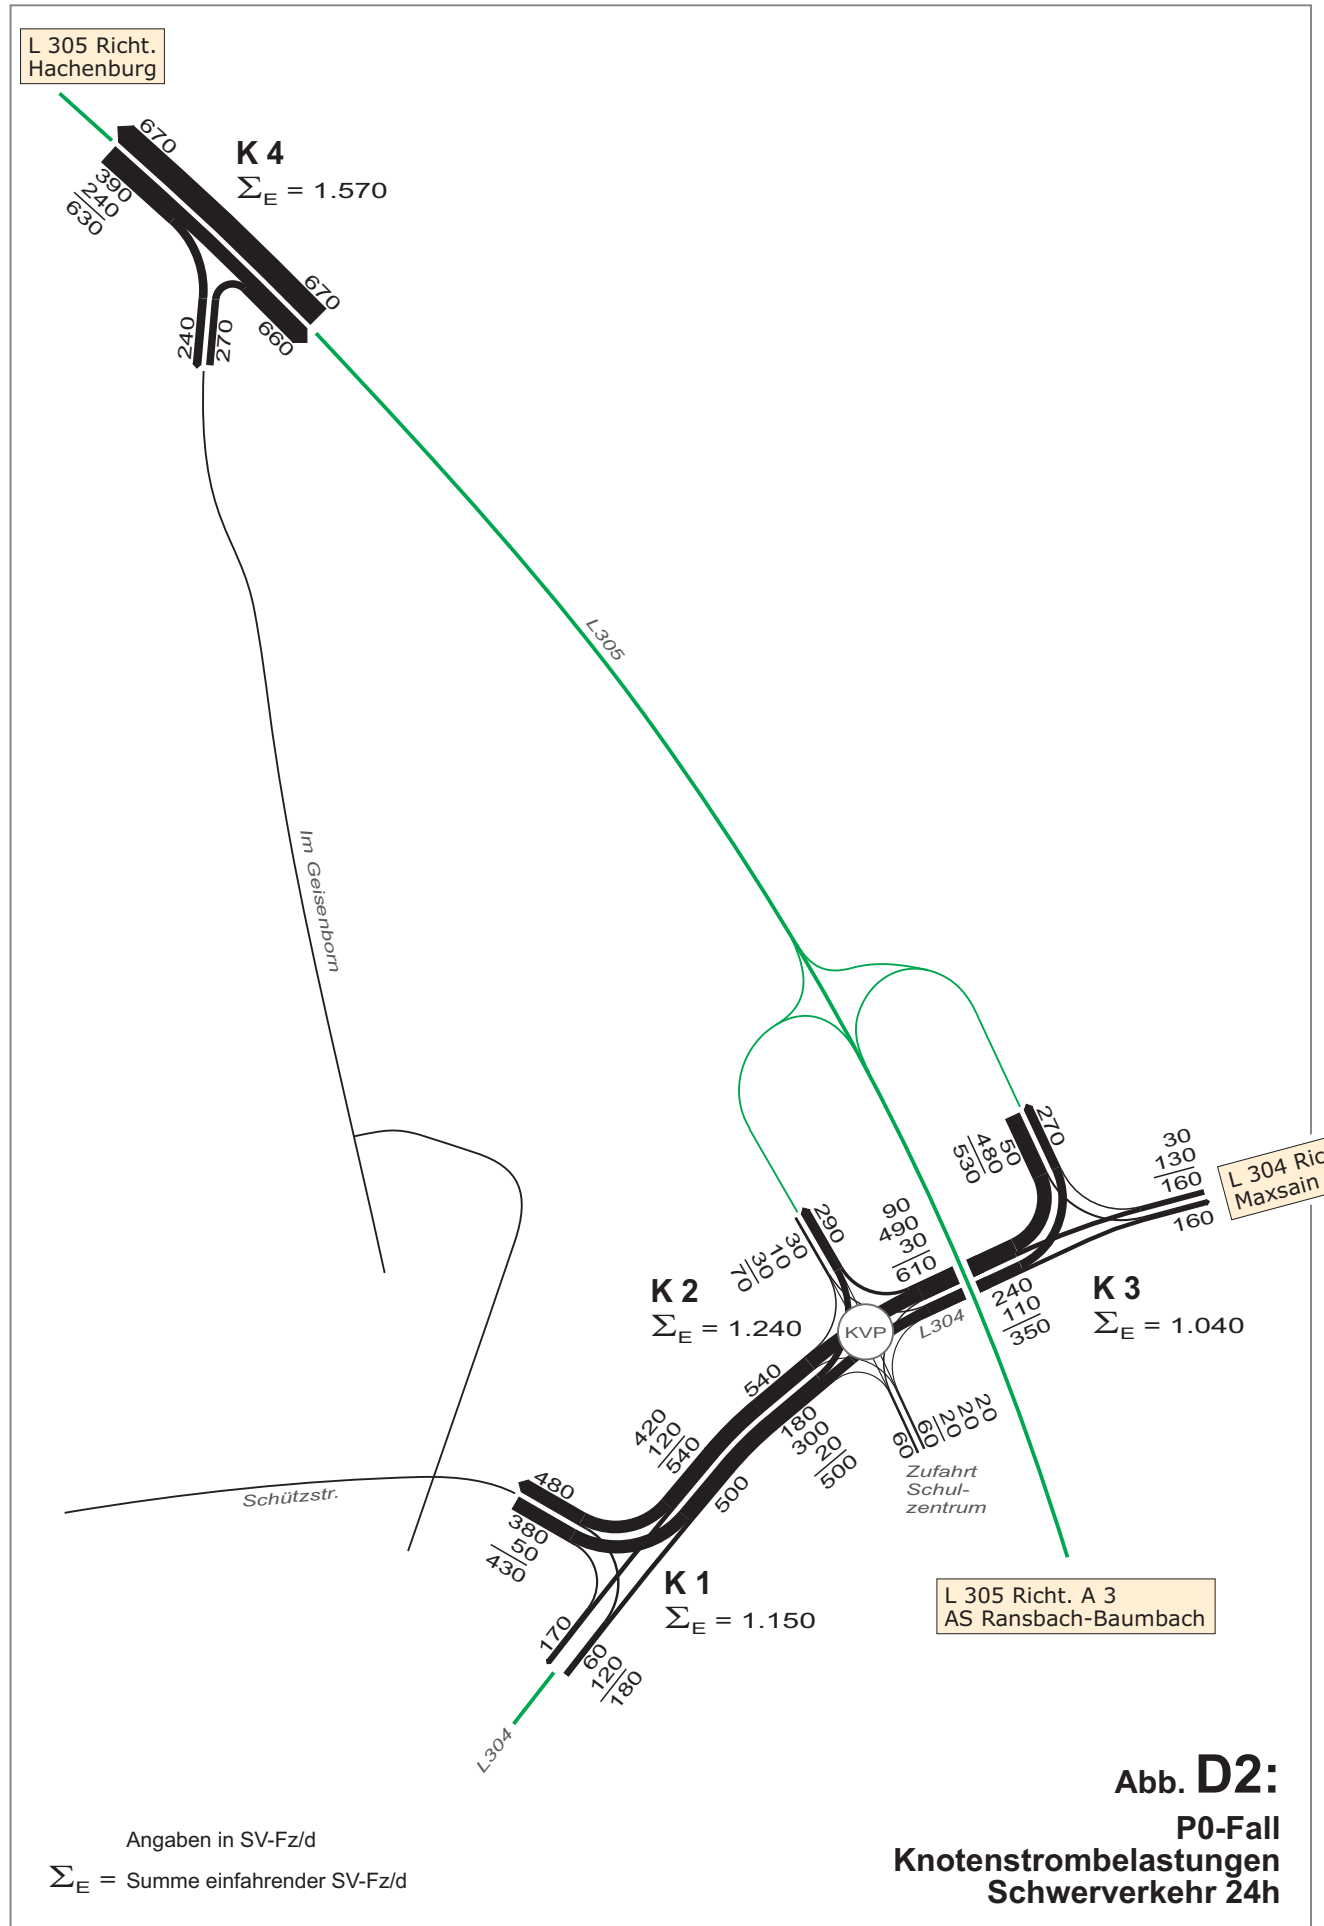 L 305 Richt.
Hachenburg
670
K 4
Σ_E = 1.570
390
240
630
670
240
270
660
L305
Im Geisenborn
270
50
480
530
30
130
160
L 304 Ric
Maxsain
160
290
30
10
30
70
90
490
30
610
K 2
Σ_E = 1.240
KVP
L304
240
110
350
K 3
Σ_E = 1.040
540
420
120
540
180
300
20
500
500
20
20
20
60
60
Zufahrt
Schul-
zentrum
Schützstr.
480
380
50
430
K 1
Σ_E = 1.150
170
60
120
180
L304
L 305 Richt. A 3
AS Ransbach-Baumbach
Abb. D2:
P0-Fall
Knotenstrombelastungen
Schwerverkehr 24h
Angaben in SV-Fz/d
Σ_E = Summe einfahrender SV-Fz/d